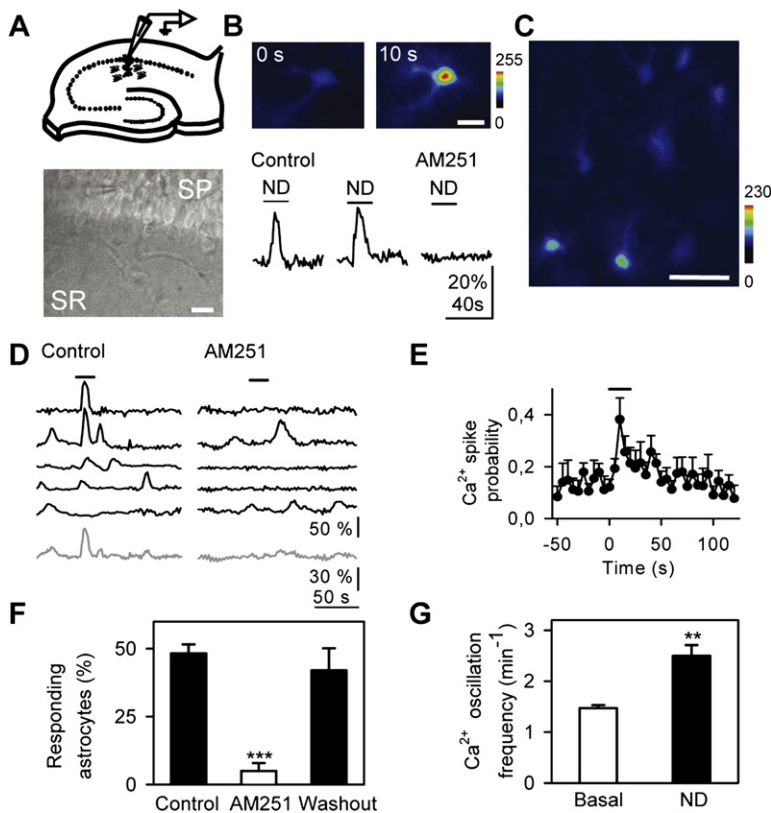 A
SP
SR
B
0 s
10 s
255
0
Control
AM251
ND
ND
ND
20%
40s
C
230
0
D
Control
AM251
50 %
30 %
50 s
E
Ca²⁺ spike
probability
0,4
0,2
0,0
-50
0
50
100
Time (s)
F
Responding
astrocytes (%)
50
25
0
***
Control
AM251
Washout
G
Ca²⁺ oscillation
frequency (min⁻¹)
3
2
1
0
**
Basal
ND